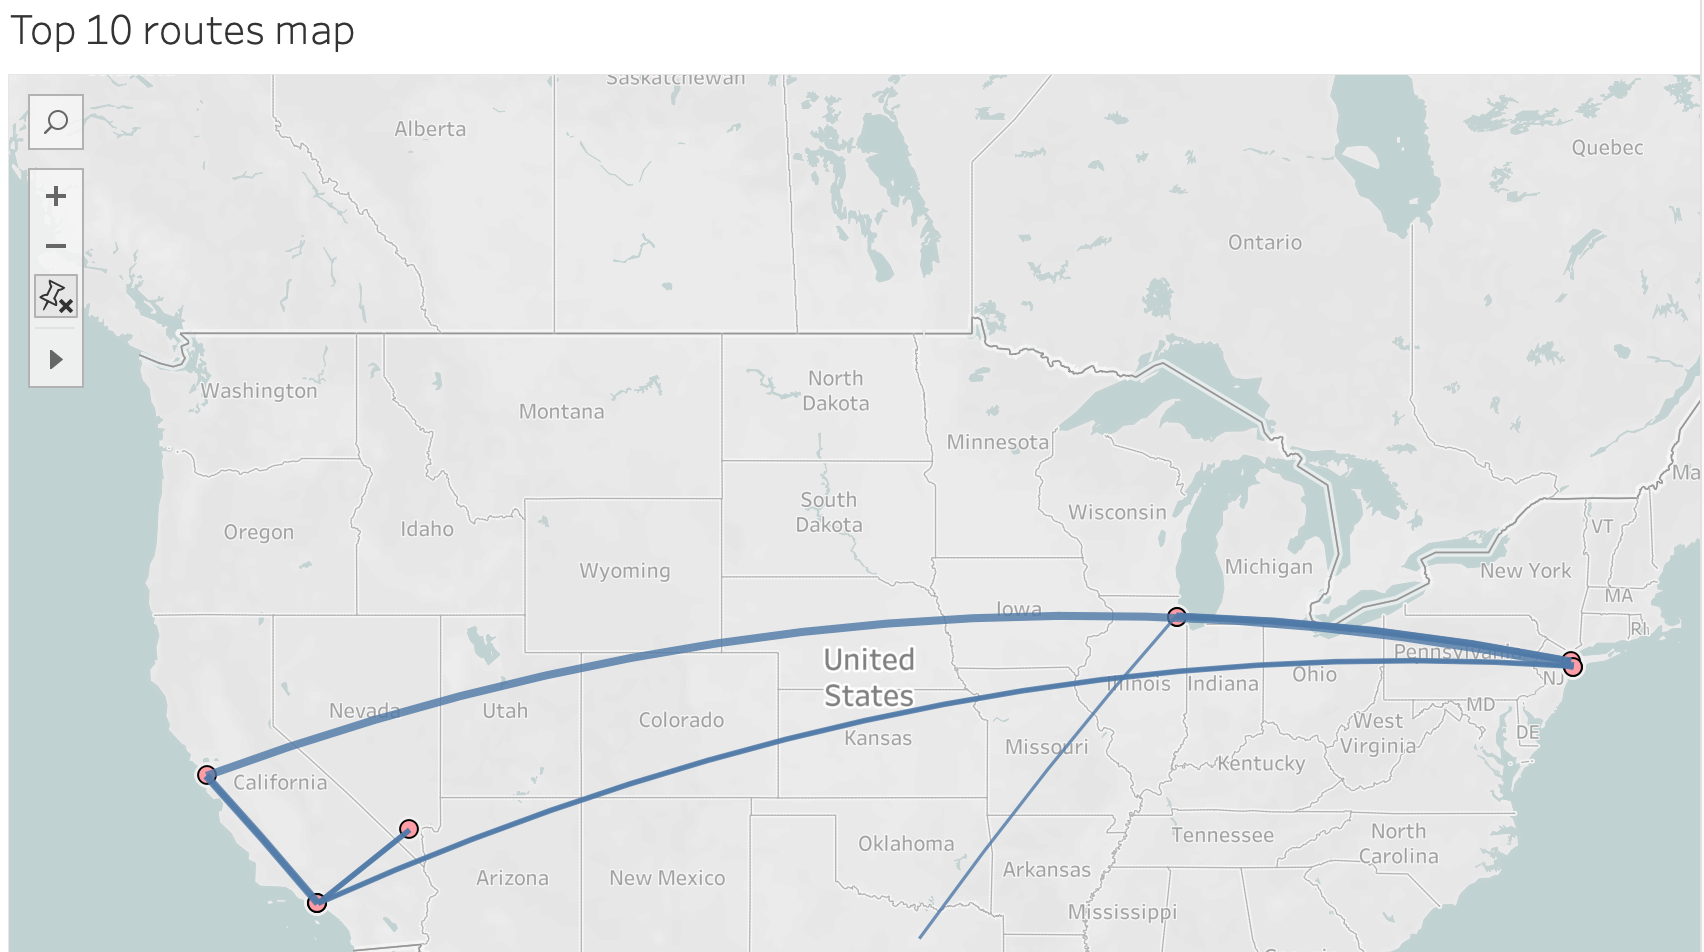 Top 10 routes map
Saskatchewan
Alberta
Quebec
Ontario
Washington
Montana
North
Dakota
Minnesota
Ma
South
Dakota
Oregon
Idaho
Wisconsin
VT
Wyoming
Michigan
New York
MA
Iowa
RI
United
States
Pennsylvania
Illinois
Indiana
Ohio
NJ
Nevada
Utah
Colorado
Kansas
MD
West
Virginia
DE
Missouri
California
Kentucky
Oklahoma
Tennessee
North
Carolina
Arizona
New Mexico
Arkansas
Mississippi